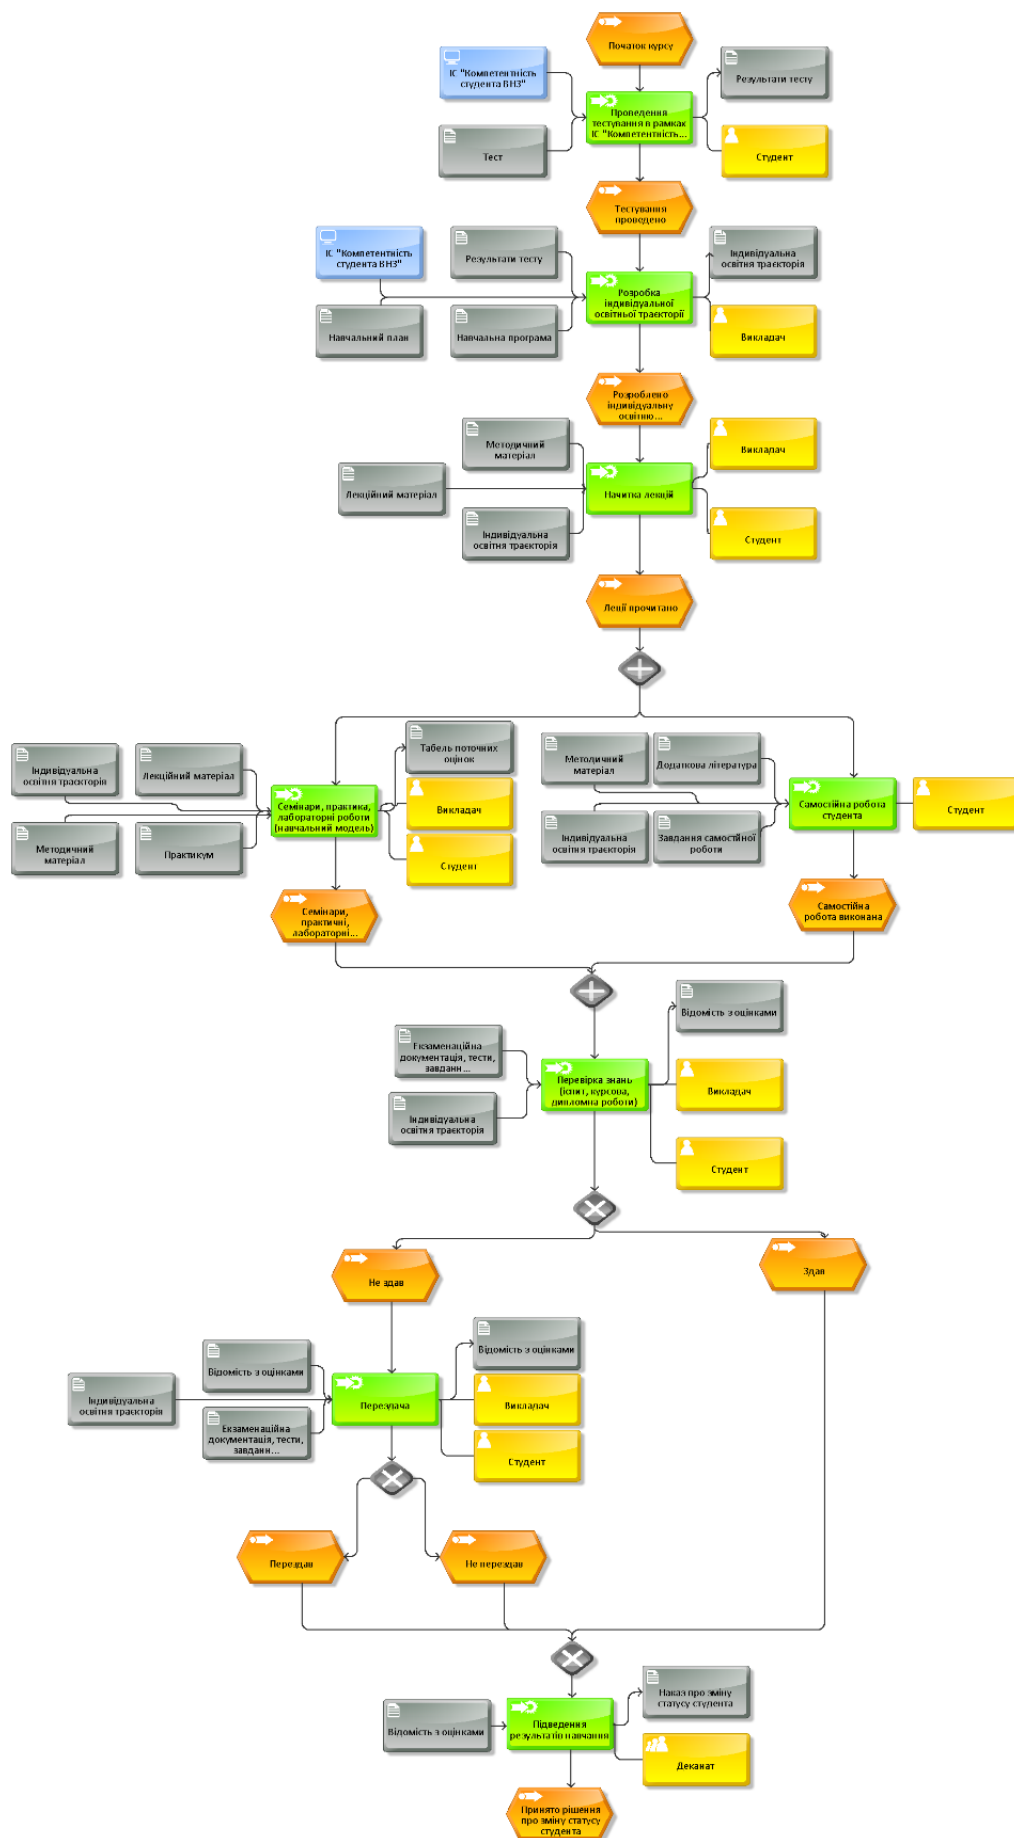 Початок курсу
ІС "Компетентність
студента ВНЗ"
Результати тесту
Проведення
тестування в рамках
ІС "Компетентність...
Тест
Студент
Тестування
проведено
ІС "Компетентність
студента ВНЗ"
Результати тесту
Індивідуальна
освітня траєкторія
Розробка
індивідуальної
освітньої траєкторії
Навчальний план
Навчальна програма
Викладач
Розроблено
індивідуальну
освітню...
Методичний
матеріал
Викладач
Лекційний матеріал
Начитка лекцій
Індивідуальна
освітня траєкторія
Студент
Леції прочитано
Індивідуальна
освітня траєкторія
Лекційний матеріал
Табель поточних
оцінок
Методичний
матеріал
Додаткова література
Семінари, практика,
лабораторні роботи
(навчальний модель)
Викладач
Самостійна робота
студента
Студент
Методичний
матеріал
Практикум
Студент
Індивідуальна
освітня траєкторія
Завдання самостійної
роботи
Семінари,
практичні,
лабораторні...
Самостійна
робота виконана
Відомість з оцінками
Екзаменаційна
документація, тести,
завданн...
Перевірка знань
(іспит, курсова,
дипломна роботи)
Викладач
Індивідуальна
освітня траєкторія
Студент
Не здав
Здав
Відомість з оцінками
Відомість з оцінками
Індивідуальна
освітня траєкторія
Перездача
Викладач
Екзаменаційна
документація, тести,
завданн...
Студент
Перездав
Не перездав
Наказ про зміну
статусу студента
Відомість з оцінками
Підведення
результатів навчання
Деканат
Принято рішення
про зміну статусу
студента